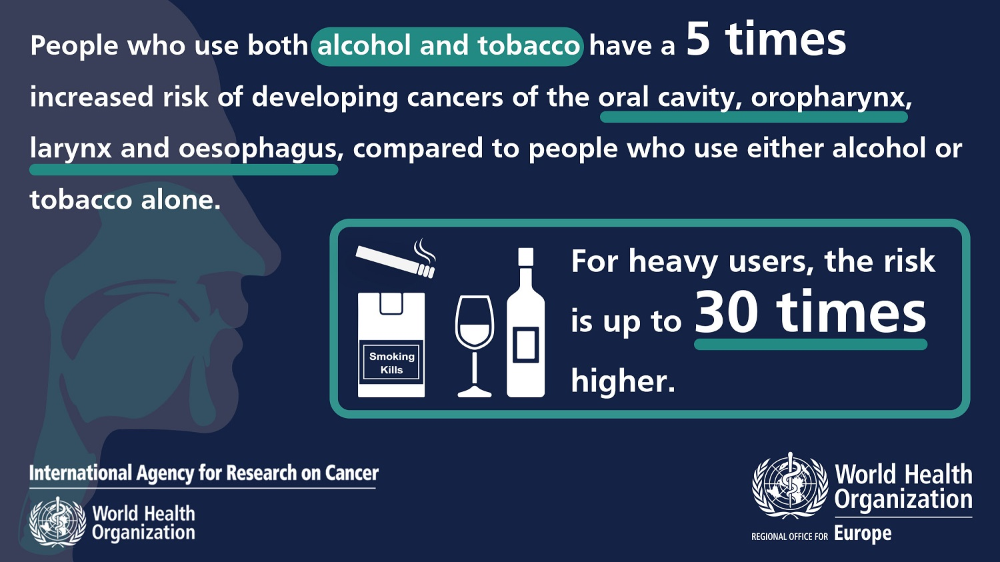 People who use both alcohol and tobacco have a 5 times
increased risk of developing cancers of the oral cavity, oropharynx,
larynx and oesophagus, compared to people who use either alcohol or
tobacco alone.
For heavy users, the risk
is up to 30 times
higher.
Smoking
Kills
International Agency for Research on Cancer
World Health
Organization
World Health
Organization
REGIONAL OFFICE FOR Europe